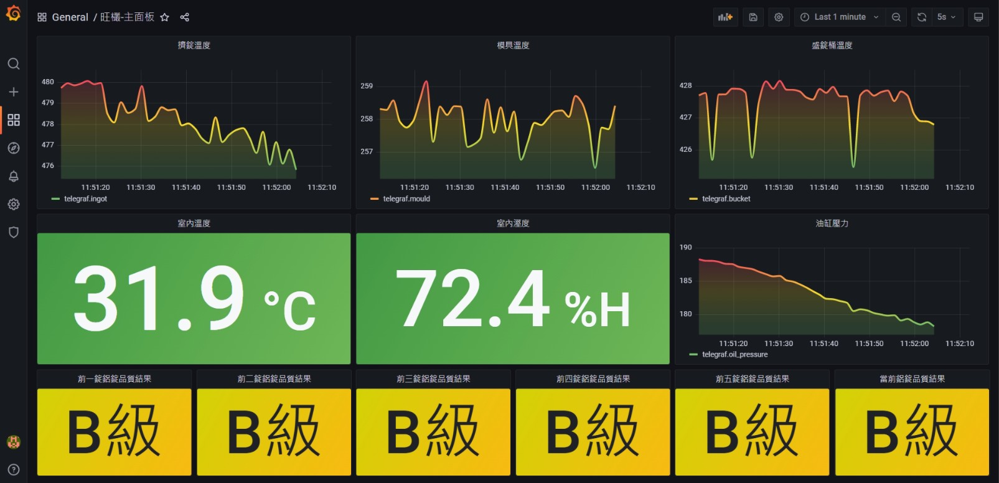 General / 旺欉-主面板
Last 1 minute
5s
擠錠溫度
480
479
478
477
476
11:51:20 11:51:30 11:51:40 11:51:50 11:52:00 11:52:10
telegraf.ingot
模具溫度
259
258
257
11:51:20 11:51:30 11:51:40 11:51:50 11:52:00 11:52:10
telegraf.mould
盛錠桶溫度
428
427
426
11:51:20 11:51:30 11:51:40 11:51:50 11:52:00 11:52:10
telegraf.bucket
室內溫度
31.9 °C
室內溼度
72.4 %H
油缸壓力
190
185
180
11:51:20 11:51:30 11:51:40 11:51:50 11:52:00 11:52:10
telegraf.oil_pressure
前一錠鋁錠品質結果
B級
前二錠鋁錠品質結果
B級
前三錠鋁錠品質結果
B級
前四錠鋁錠品質結果
B級
前五錠鋁錠品質結果
B級
當前鋁錠品質結果
B級